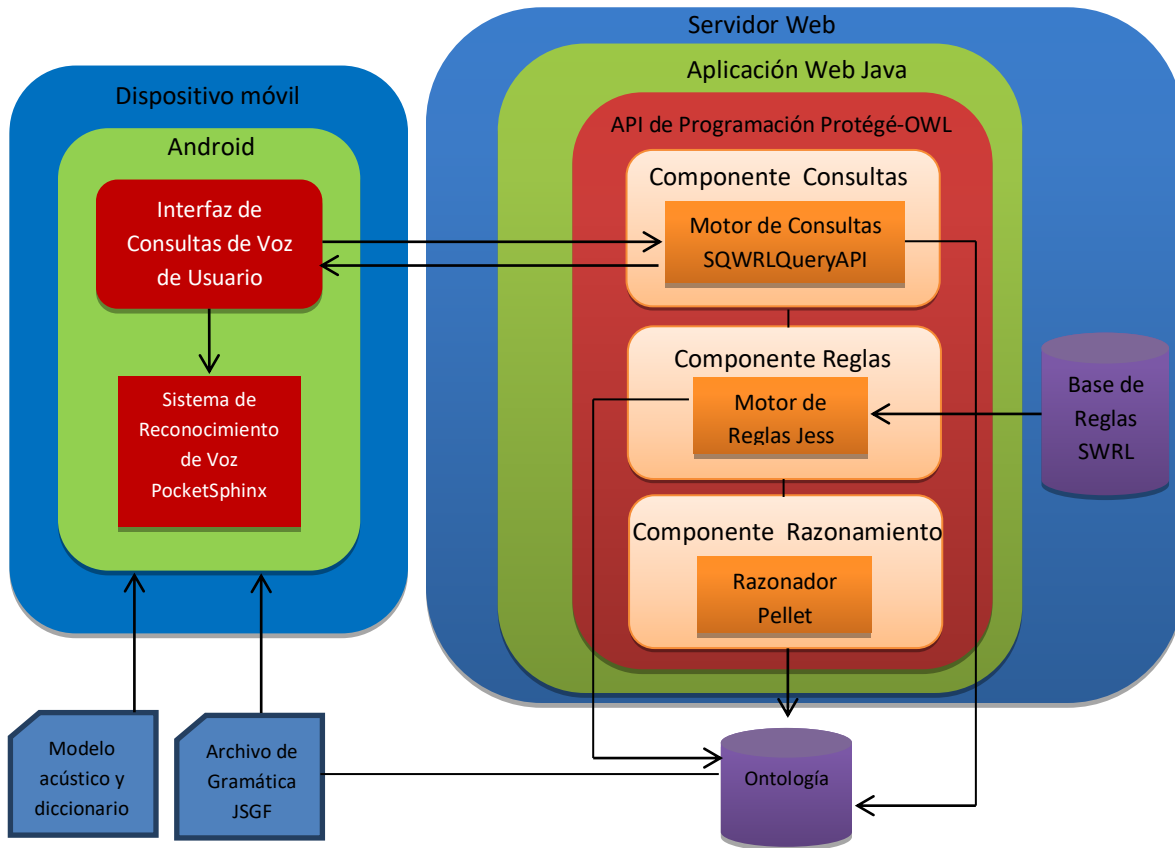 Dispositivo móvil
Android
Interfaz de
Consultas de Voz
de Usuario
Sistema de
Reconocimiento
de Voz
PocketSphinx
Modelo
acústico y
diccionario
Archivo de
Gramática
JSGF
Servidor Web
Aplicación Web Java
API de Programación Protégé-OWL
Componente Consultas
Motor de Consultas
SQWRLQueryAPI
Componente Reglas
Motor de
Reglas Jess
Componente Razonamiento
Razonador
Pellet
Base de
Reglas
SWRL
Ontología